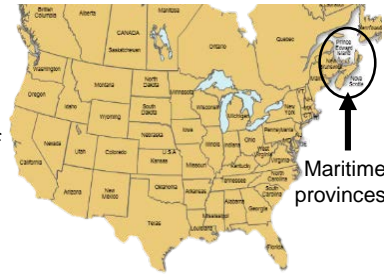 British
Columbia
Alberta
Manitoba
CANADA
Saskatchewan
Ontario
Quebec
Prince
Edward
Island
New
Brunswick
Nova
Scotia
Washington
Montana
North
Dakota
Minnesota
Oregon
Idaho
Wyoming
South
Dakota
Wisconsin
Michigan
New
York
Nebraska
Iowa
Pennsylvania
Nevada
Utah
Colorado
U.S.A
Illinois
Indiana
Ohio
West
Virginia
Virginia
California
Kansas
Missouri
Kentucky
North
Carolina
Arizona
New
Mexico
Oklahoma
Arkansas
Tennessee
South
Carolina
Mississippi
Alabama
Georgia
Texas
Louisiana
Florida
Maritime
provinces